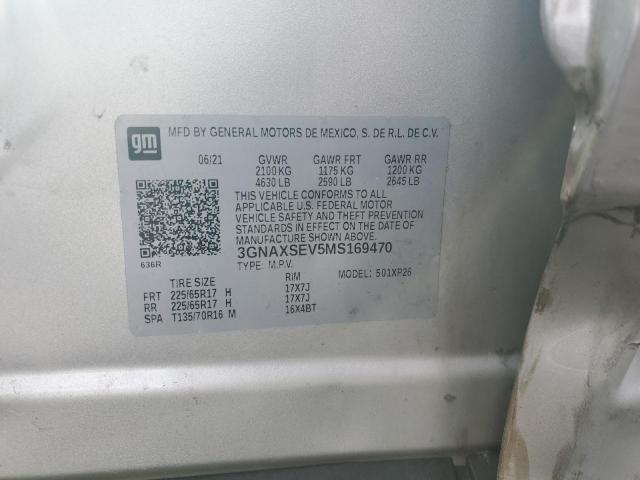 gm
MFD BY GENERAL MOTORS DE MEXICO, S. DE R.L. DE C.V.
06/21 GVWR GAWR FRT GAWR RR
2100 KG 1175 KG 1200 KG
4630 LB 2590 LB 2645 LB
THIS VEHICLE CONFORMS TO ALL
APPLICABLE U.S. FEDERAL MOTOR
VEHICLE SAFETY AND THEFT PREVENTION
STANDARDS IN EFFECT ON THE DATE OF
MANUFACTURE SHOWN ABOVE.
3GNAXSEV5MS169470
636R TYPE: M.P.V. MODEL: 501XP26
TIRE SIZE RIM
FRT 225/65R17 H 17X7J
RR 225/65R17 H 17X7J
SPA T135/70R16 M 16X4BT